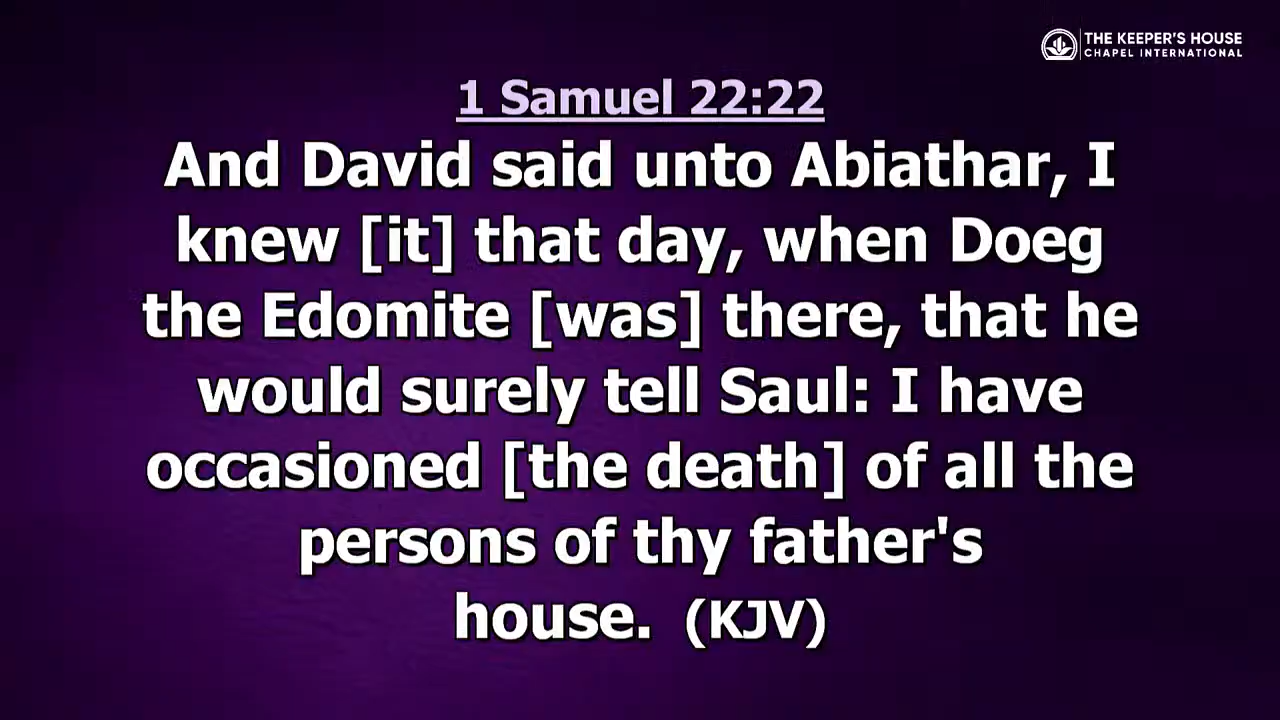 THE KEEPER'S HOUSE
CHAPEL INTERNATIONAL
1 Samuel 22:22
And David said unto Abiathar, I
knew [it] that day, when Doeg
the Edomite [was] there, that he
would surely tell Saul: I have
occasioned [the death] of all the
persons of thy father's
house. (KJV)